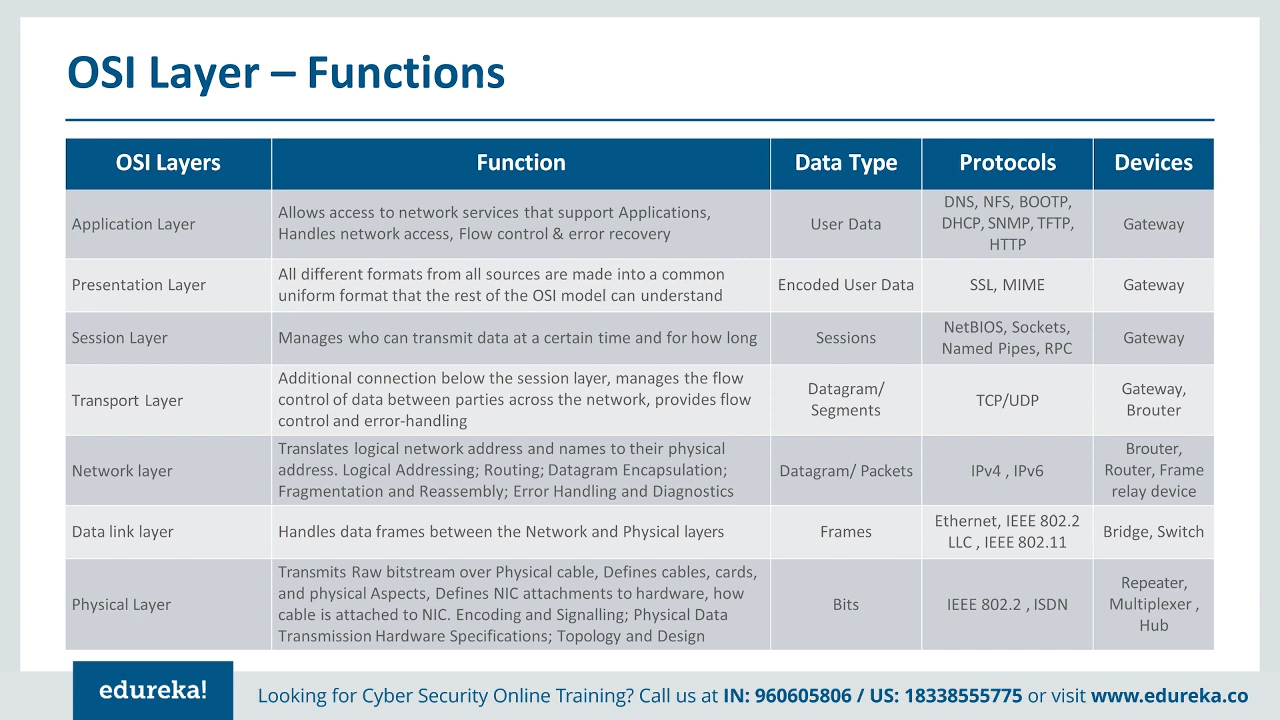 OSI Layer – Functions
OSI Layers
Function
Data Type
Protocols
Devices
Application Layer
Allows access to network services that support Applications,
Handles network access, Flow control & error recovery
User Data
DNS, NFS, BOOTP,
DHCP, SNMP, TFTP,
HTTP
Gateway
Presentation Layer
All different formats from all sources are made into a common
uniform format that the rest of the OSI model can understand
Encoded User Data
SSL, MIME
Gateway
Session Layer
Manages who can transmit data at a certain time and for how long
Sessions
NetBIOS, Sockets,
Named Pipes, RPC
Gateway
Transport Layer
Additional connection below the session layer, manages the flow
control of data between parties across the network, provides flow
control and error-handling
Datagram/
Segments
TCP/UDP
Gateway,
Brouter
Network layer
Translates logical network address and names to their physical
address. Logical Addressing; Routing; Datagram Encapsulation;
Fragmentation and Reassembly; Error Handling and Diagnostics
Datagram/ Packets
IPv4 , IPv6
Brouter,
Router, Frame
relay device
Data link layer
Handles data frames between the Network and Physical layers
Frames
Ethernet, IEEE 802.2
LLC , IEEE 802.11
Bridge, Switch
Physical Layer
Transmits Raw bitstream over Physical cable, Defines cables, cards,
and physical Aspects, Defines NIC attachments to hardware, how
cable is attached to NIC. Encoding and Signalling; Physical Data
Transmission Hardware Specifications; Topology and Design
Bits
IEEE 802.2 , ISDN
Repeater,
Multiplexer ,
Hub
edureka!
Looking for Cyber Security Online Training? Call us at IN: 960605806 / US: 18338555775 or visit www.edureka.co